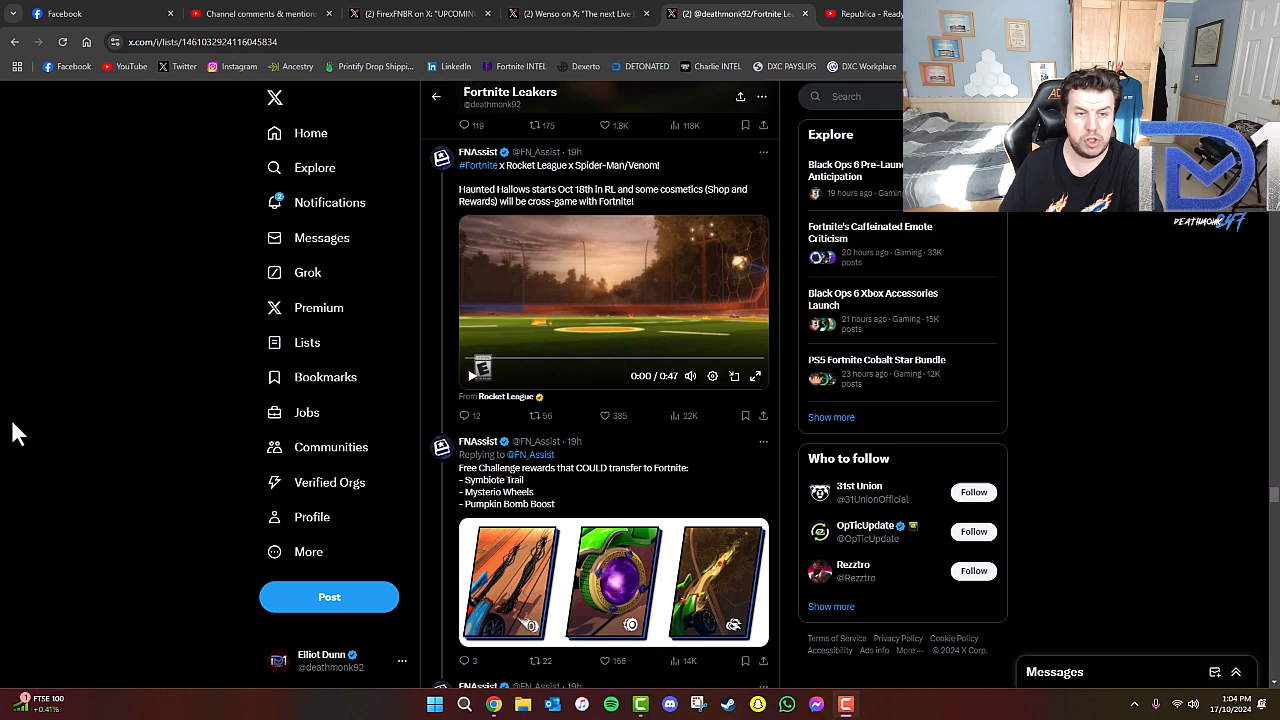 Facebook
Channel comments & mentions
(2) FirexFNBR on X: "UPCOMIN
Wenso on X: "The next Live
(2) @deathmonk92/Fortnite Le
Republica - Ready
x.com/i/lists/1461032924116045834
Facebook
YouTube
Twitter
Instagram
Printify Drop Shippi...
LinkedIn
Fortnite INTEL
Dexerto
DETONATED
Charlie INTEL
DXC PAYSL
DXC Workplace
Home
Explore
2
Notifications
Messages
Grok
Premium
Lists
Bookmarks
Jobs
Communities
Verified Orgs
Profile
More
Post
Elliot Dunn
@deathmonk92
Fortnite Leakers
@deathmonk92
119 175 1.8K 118K
FNAssist @FN_Assist · 19h
#Fortnite x Rocket League x Spider-Man/Venom!
Haunted Hallows starts Oct 18th in RL and some cosmetics (Shop and
Rewards) will be cross-game with Fortnite!
0:00 / 0:47
From Rocket League
12 56 385 22K
FNAssist @FN_Assist · 19h
Replying to @FN_Assist
Free Challenge rewards that COULD transfer to Fortnite:
- Symbiote Trail
- Mysterio Wheels
- Pumpkin Bomb Boost
3 22 166 14K
FNAssist @FN_Assist · 19h
Search
Explore
Black Ops 6 Pre-Laun
Anticipation
19 hours ago · Gaming
Fortnite's Caffeinated Emote
Criticism
20 hours ago · Gaming · 33K
posts
Black Ops 6 Xbox Accessories
Launch
21 hours ago · Gaming · 15K
posts
PS5 Fortnite Cobalt Star Bundle
23 hours ago · Gaming · 12K
posts
Show more
Who to follow
31st Union
@31UnionOfficial
Follow
OpTicUpdate
@OpTicUpdate
Follow
Rezztro
@Rezztro
Follow
Show more
Terms of Service Privacy Policy Cookie Policy
Accessibility Ads info More ··· © 2024 X Corp.
DEATHMONK 247
Messages
1
FTSE 100
+0.41%
1:04 PM
17/10/2024